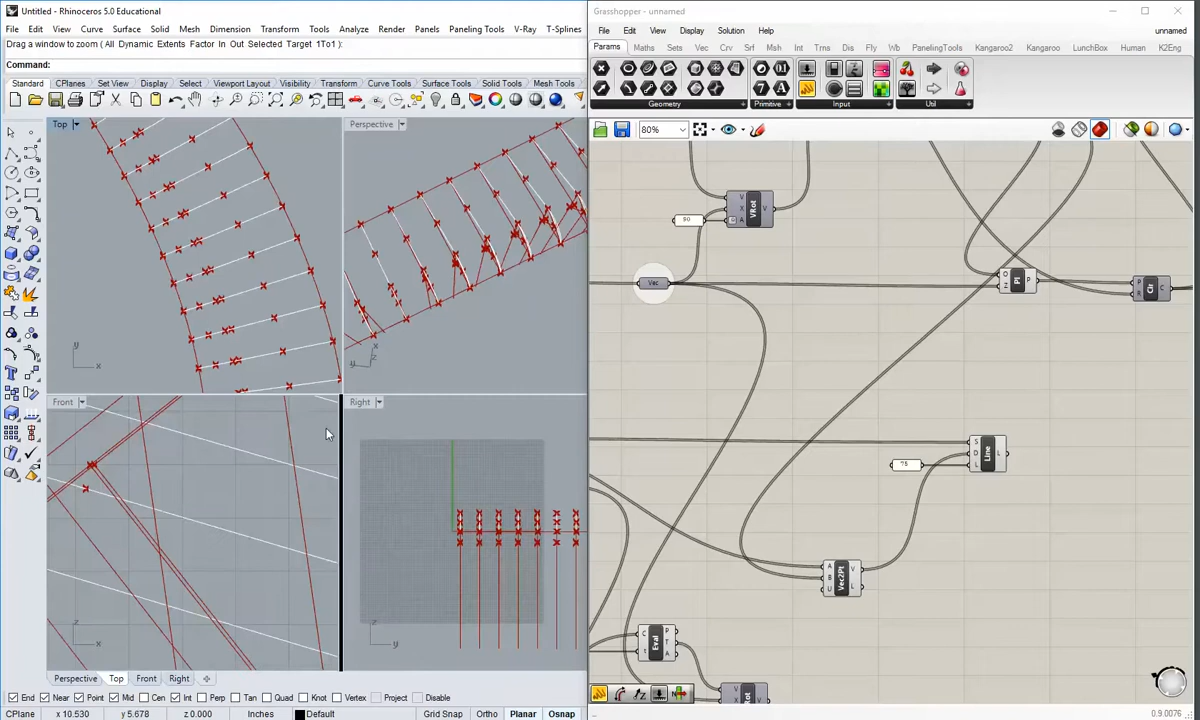 Untitled - Rhinoceros 5.0 Educational
File Edit View Curve Surface Solid Mesh Dimension Transform Tools Analyze Render Panels T-Splines V-Ray Help
Drag a window to zoom ( All Dynamic Extents Factor In Out Selected Target 1To1 ):
Command:
Standard CPlanes Set View Display Select Viewport Layout Visibility Transform Curve Tools Surface Tools Solid Tools Mesh Tools
Top
Perspective
y
x
x
z
y
Front
Right
z
x
z
y
Perspective Top Front Right
End Near Point Mid Cen Int Perp Tan Quad Knot Vertex Project Disable
CPlane x 10.530 y 5.678 z 0.000 Inches Default Grid Snap Ortho Planar Osnap
Grasshopper - unnamed
File Edit View Display Solution Help unnamed
Params Maths Sets Vec Crv Srf Msh Int Trns Dis Fly Wb PanelingTools Kangaroo2 Kangaroo LunchBox Human K2Eng
Geometry Primitive Input Util
80%
V
X
A
VRot
V
Vec
O
Z
Pl
P
P
R
Cir
C
S
D
L
Line
L
75
A
B
U
Vec2Pt
V
L
C
t
Eval
P
T
A
V
0.9.0076